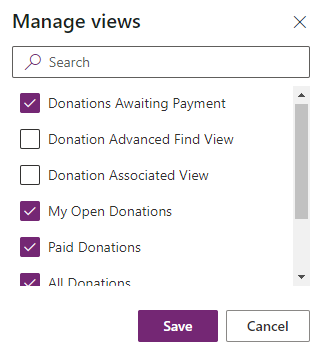 Manage views
Search
Donations Awaiting Payment
Donation Advanced Find View
Donation Associated View
My Open Donations
Paid Donations
All Donations
Save
Cancel